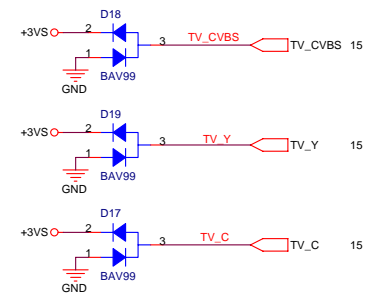 D18
+3VS 2 TV_CVBS TV_CVBS 15
1 3
GND BAV99
D19
+3VS 2 TV_Y TV_Y 15
1 3
GND BAV99
D17
+3VS 2 TV_C TV_C 15
1 3
GND BAV99